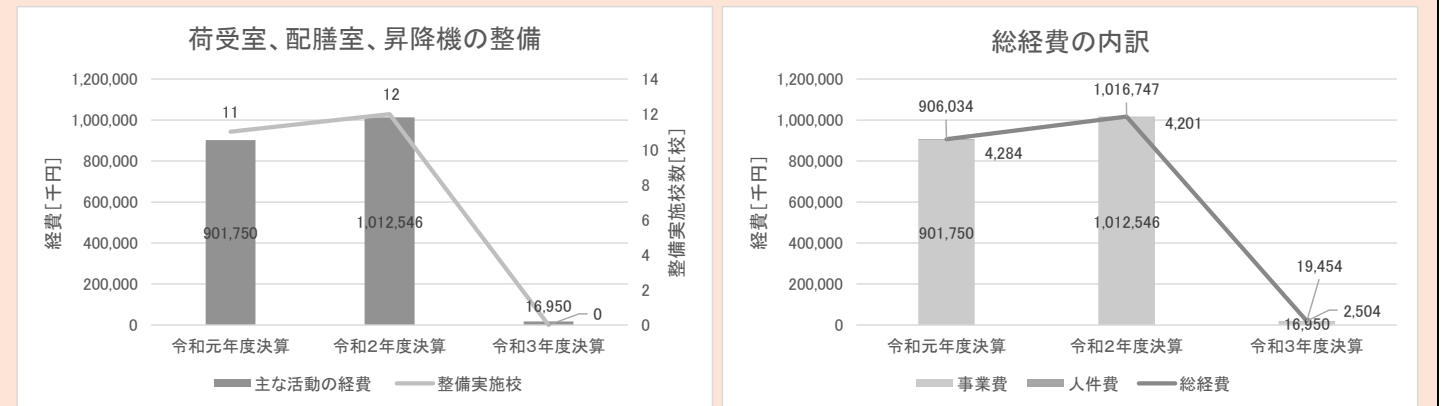 荷受室、配膳室、昇降機の整備
1,200,000
1,000,000
800,000
600,000
400,000
200,000
0
経費[千円]
14
12
10
8
6
4
2
0
整備実施校数[校]
11
12
0
901,750
1,012,546
16,950
令和元年度決算
令和2年度決算
令和3年度決算
主な活動の経費
整備実施校
総経費の内訳
1,200,000
1,000,000
800,000
600,000
400,000
200,000
0
経費[千円]
906,034
1,016,747
19,454
4,284
4,201
2,504
901,750
1,012,546
16,950
令和元年度決算
令和2年度決算
令和3年度決算
事業費
人件費
総経費